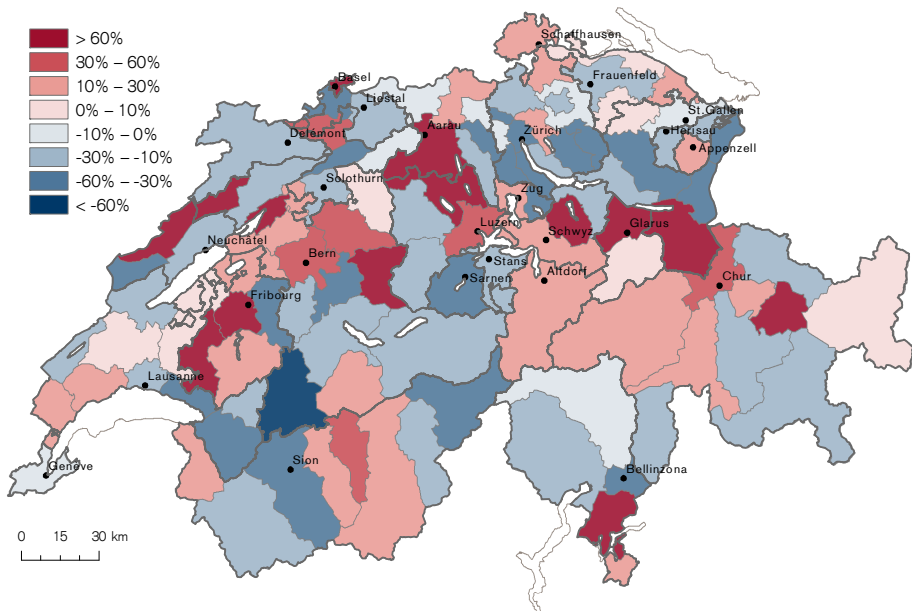 > 60%
30% – 60%
10% – 30%
0% – 10%
-10% – 0%
-30% – -10%
-60% – -30%
< -60%
Schaffhausen
Basel
Frauenfeld
Liestal
St.Gallen
Aarau
Delémont
Zürich
Herisau
Appenzell
Solothurn
Zug
Luzern
Glarus
Schwyz
Neuchâtel
Bern
Stans
Sarnen
Altdorf
Chur
Fribourg
Lausanne
Genève
Sion
Bellinzona
0 15 30 km